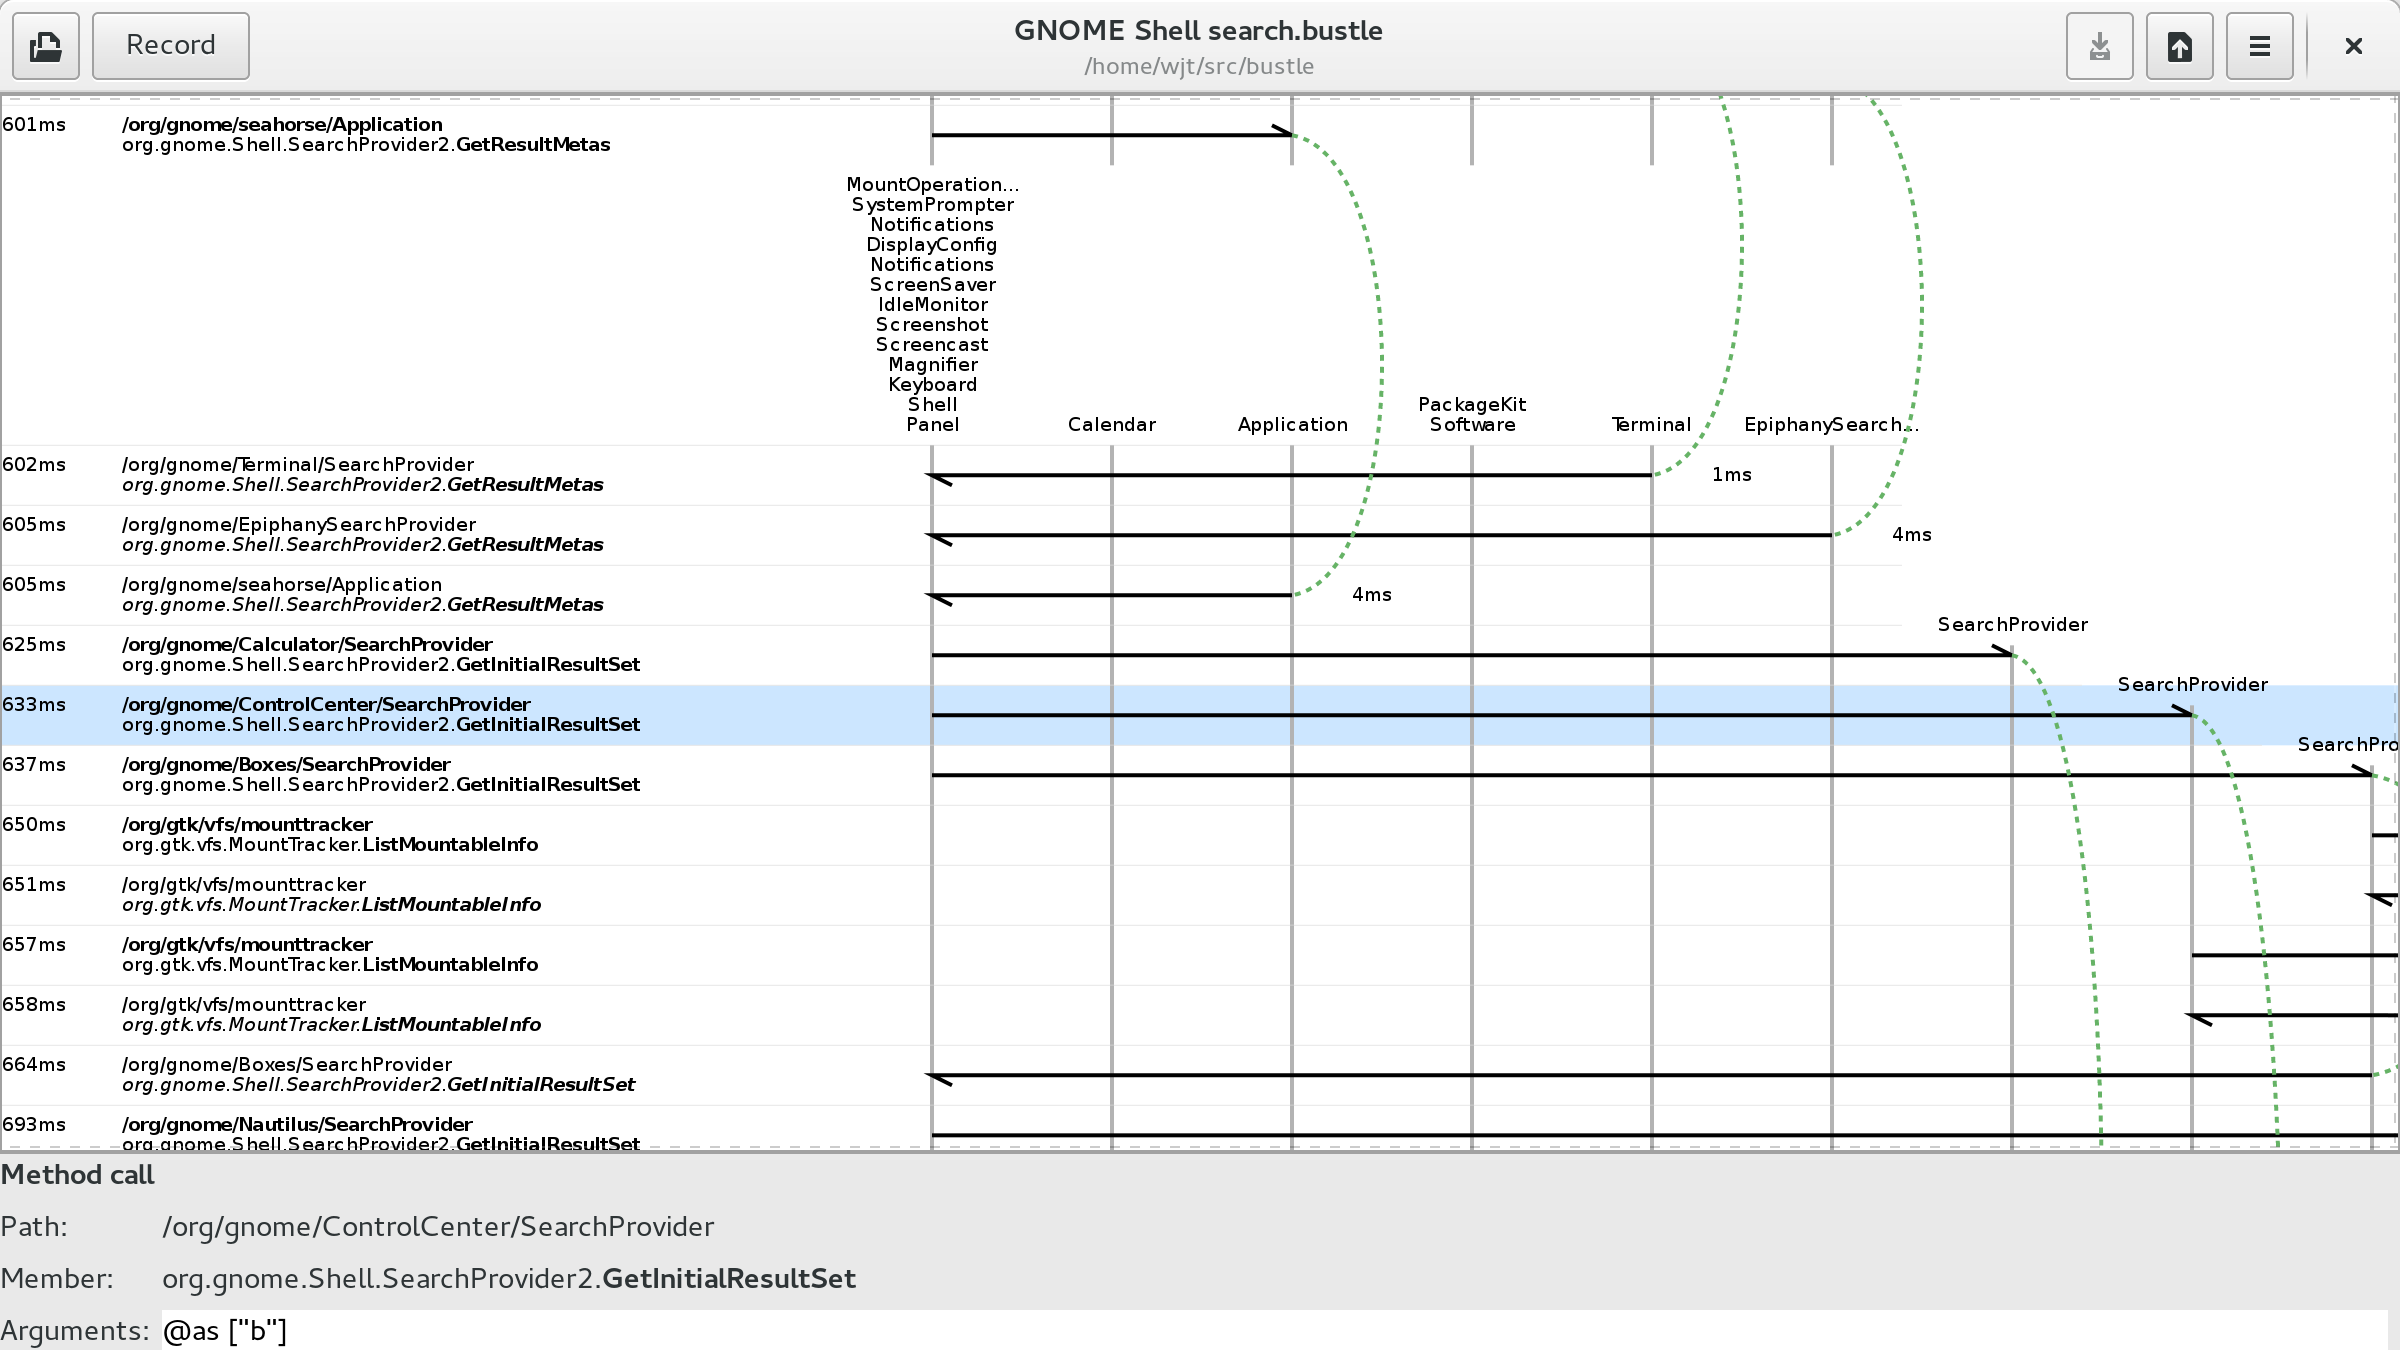 Record
GNOME Shell search.bustle
/home/wjt/src/bustle
601ms
/org/gnome/seahorse/Application
org.gnome.Shell.SearchProvider2.GetResultMetas
MountOperation...
SystemPrompter
Notifications
DisplayConfig
Notifications
ScreenSaver
IdleMonitor
Screenshot
Screencast
Magnifier
Keyboard
Shell
Panel
Calendar
Application
PackageKit
Software
Terminal
EpiphanySearch...
602ms
/org/gnome/Terminal/SearchProvider
org.gnome.Shell.SearchProvider2.GetResultMetas
1ms
605ms
/org/gnome/EpiphanySearchProvider
org.gnome.Shell.SearchProvider2.GetResultMetas
4ms
605ms
/org/gnome/seahorse/Application
org.gnome.Shell.SearchProvider2.GetResultMetas
4ms
SearchProvider
625ms
/org/gnome/Calculator/SearchProvider
org.gnome.Shell.SearchProvider2.GetInitialResultSet
SearchProvider
633ms
/org/gnome/ControlCenter/SearchProvider
org.gnome.Shell.SearchProvider2.GetInitialResultSet
SearchPro
637ms
/org/gnome/Boxes/SearchProvider
org.gnome.Shell.SearchProvider2.GetInitialResultSet
650ms
/org/gtk/vfs/mounttracker
org.gtk.vfs.MountTracker.ListMountableInfo
651ms
/org/gtk/vfs/mounttracker
org.gtk.vfs.MountTracker.ListMountableInfo
657ms
/org/gtk/vfs/mounttracker
org.gtk.vfs.MountTracker.ListMountableInfo
658ms
/org/gtk/vfs/mounttracker
org.gtk.vfs.MountTracker.ListMountableInfo
664ms
/org/gnome/Boxes/SearchProvider
org.gnome.Shell.SearchProvider2.GetInitialResultSet
693ms
/org/gnome/Nautilus/SearchProvider
org.gnome.Shell.SearchProvider2.GetInitialResultSet
Method call
Path: /org/gnome/ControlCenter/SearchProvider
Member: org.gnome.Shell.SearchProvider2.GetInitialResultSet
Arguments: @as ["b"]